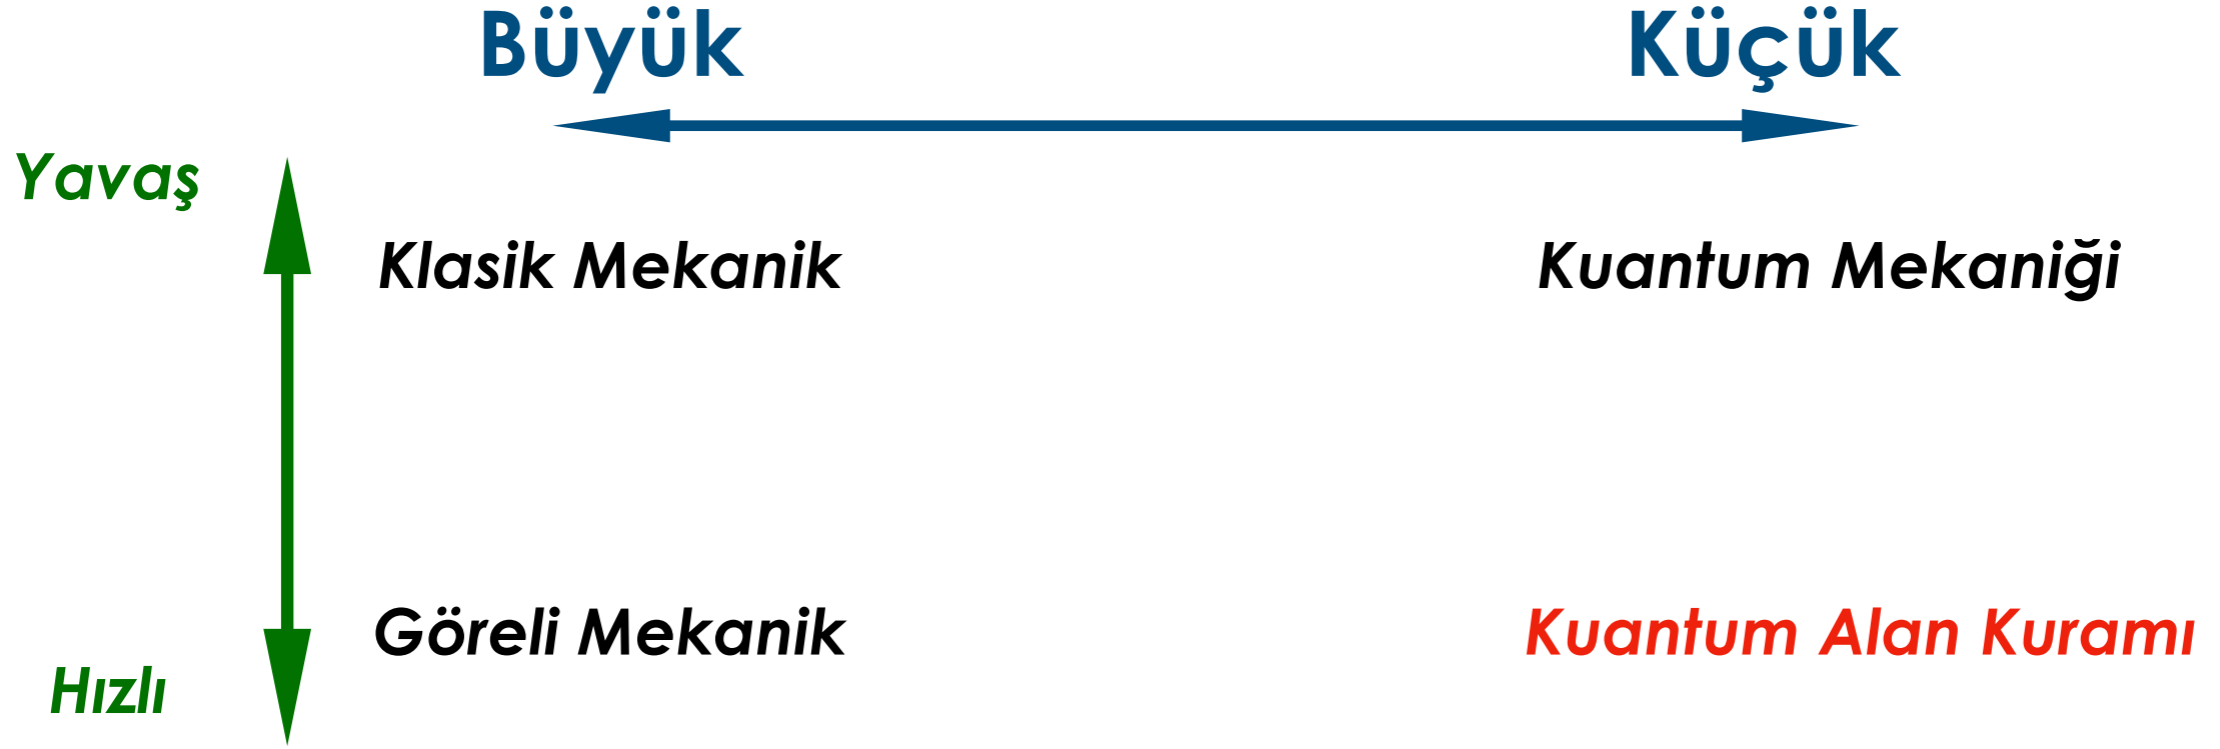 Büyük Küçük
Yavaş
Klasik Mekanik Kuantum Mekaniği
Göreli Mekanik Kuantum Alan Kuramı
Hızlı